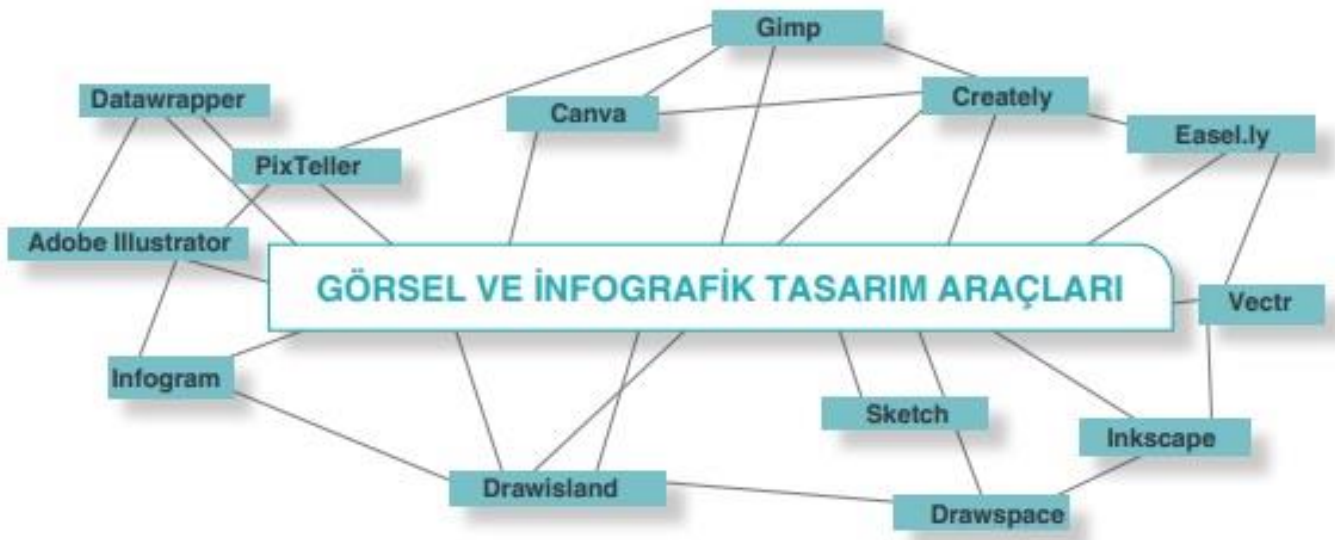 Gimp
Datawrapper
Canva
Creately
Easel.ly
PixTeller
Adobe Illustrator
GÖRSEL VE İNFOGRAFİK TASARIM ARAÇLARI
Vectr
Infogram
Sketch
Inkscape
Drawisland
Drawspace